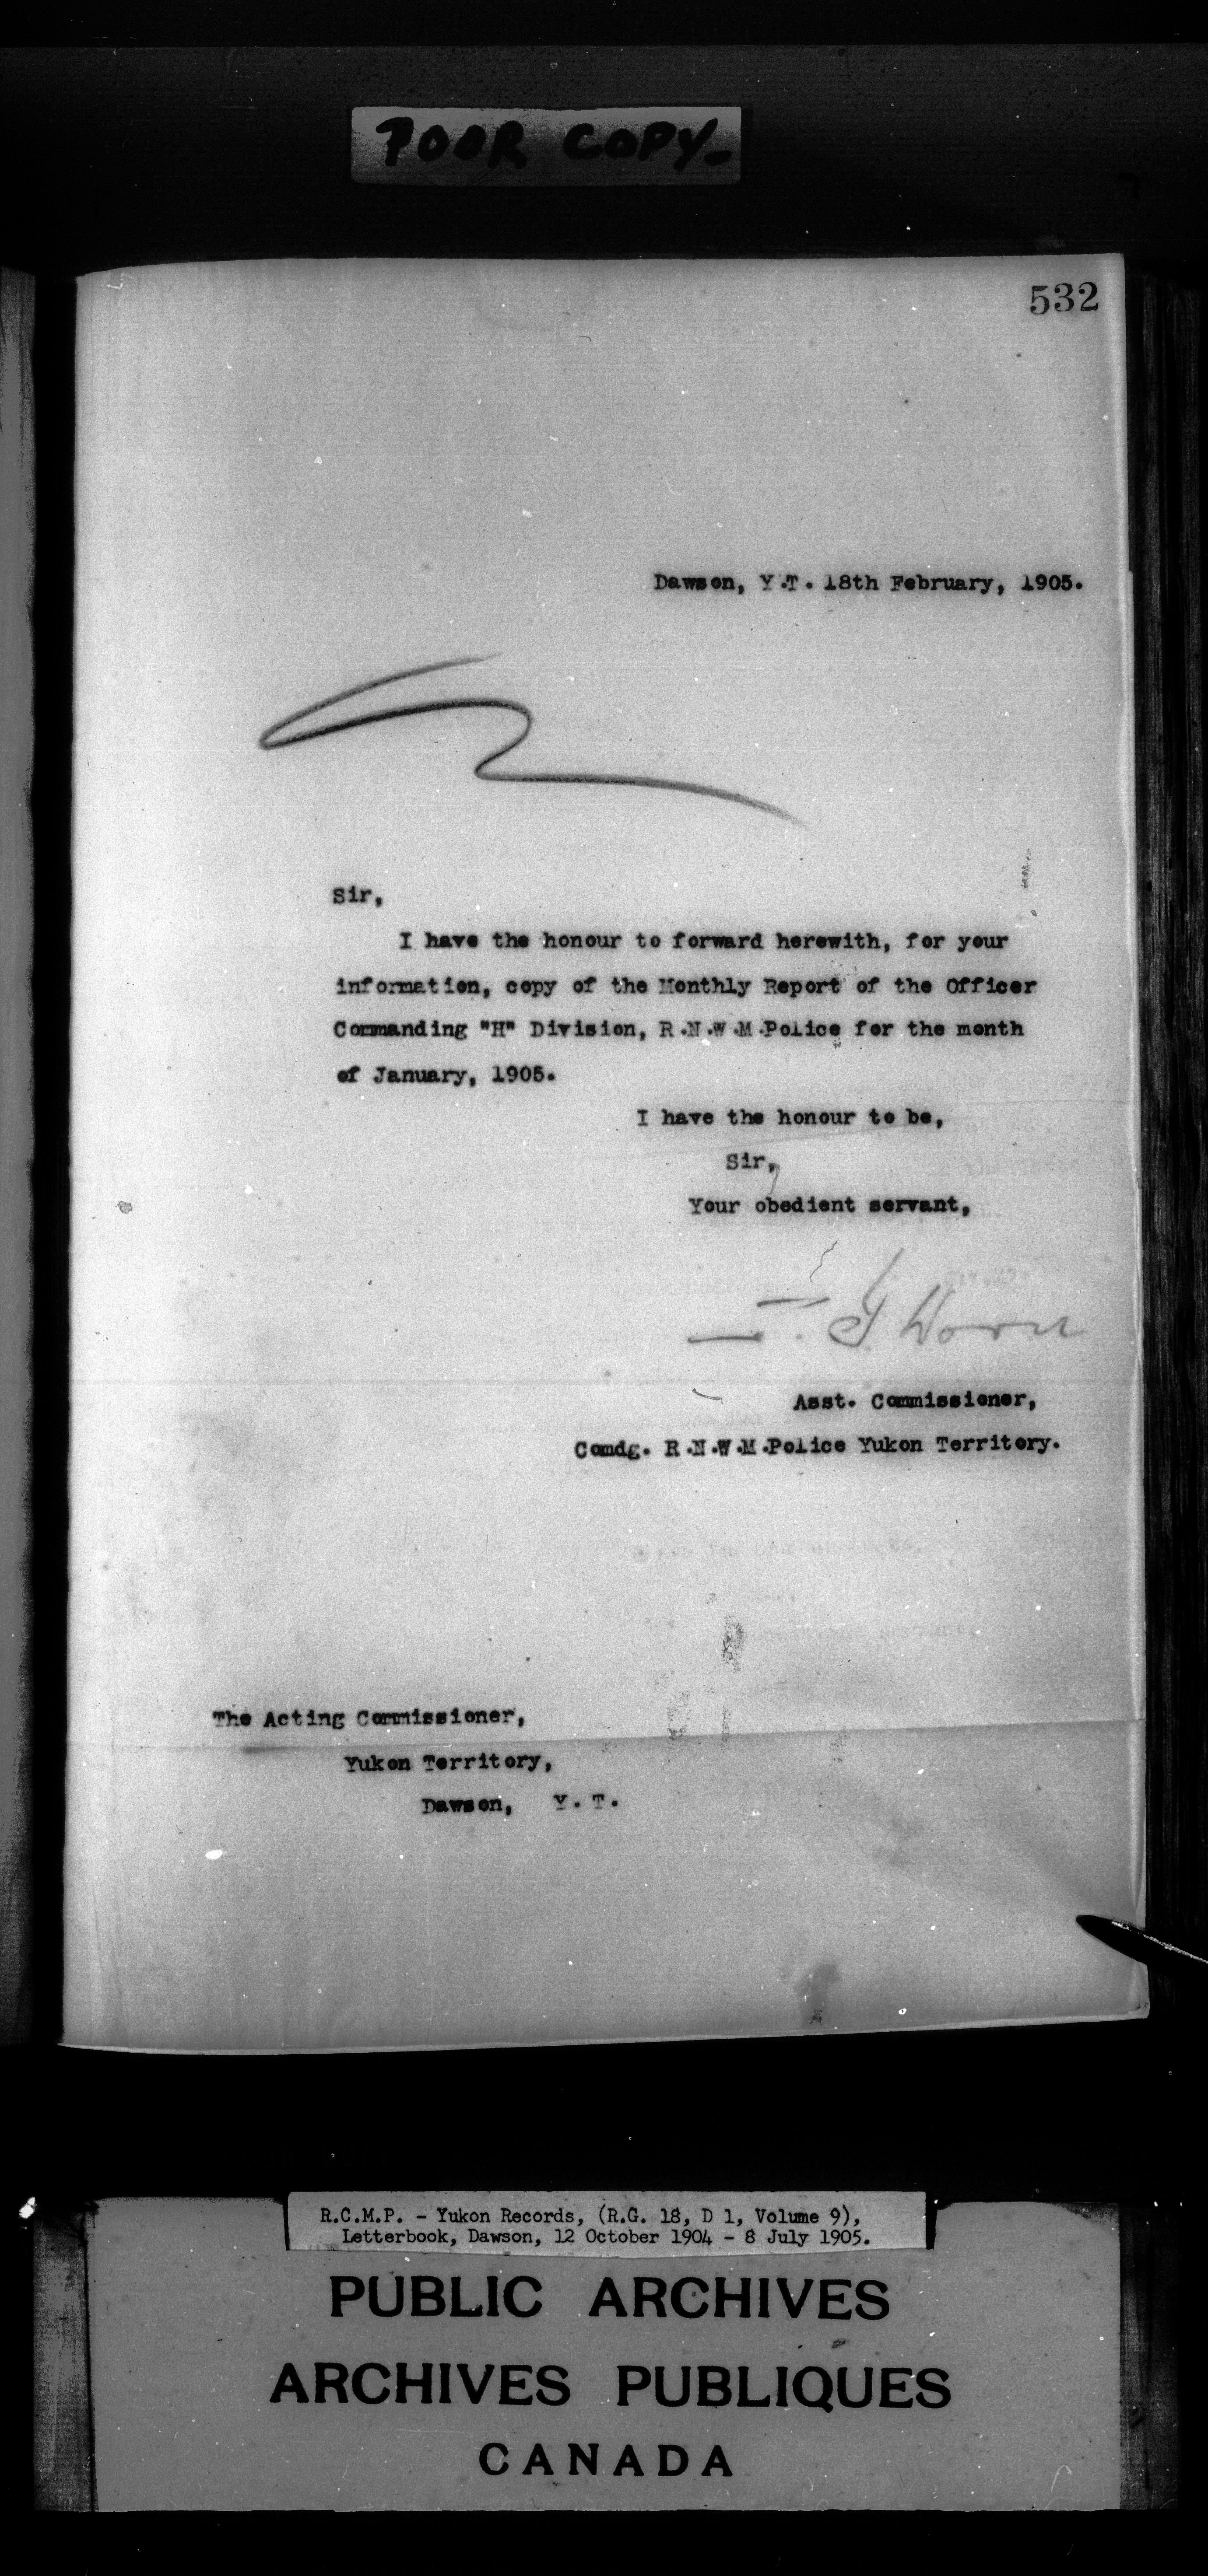 POOR COPY-
532
Dawson, Y.T. 18th February, 1905.
Sir,
I have the honour to forward herewith, for your
information, copy of the Monthly Report of the Officer
Commanding "H" Division, R.N.W.M.Police for the month
of January, 1905.
I have the honour to be,
Sir,
Your obedient servant,
Asst. Commissioner,
Comdg. R.N.W.M.Police Yukon Territory.
The Acting Commissioner,
Yukon Territory,
Dawson, Y. T.
R.C.M.P. - Yukon Records, (R.G. 18, D 1, Volume 9),
Letterbook, Dawson, 12 October 1904 - 8 July 1905.
PUBLIC ARCHIVES
ARCHIVES PUBLIQUES
CANADA